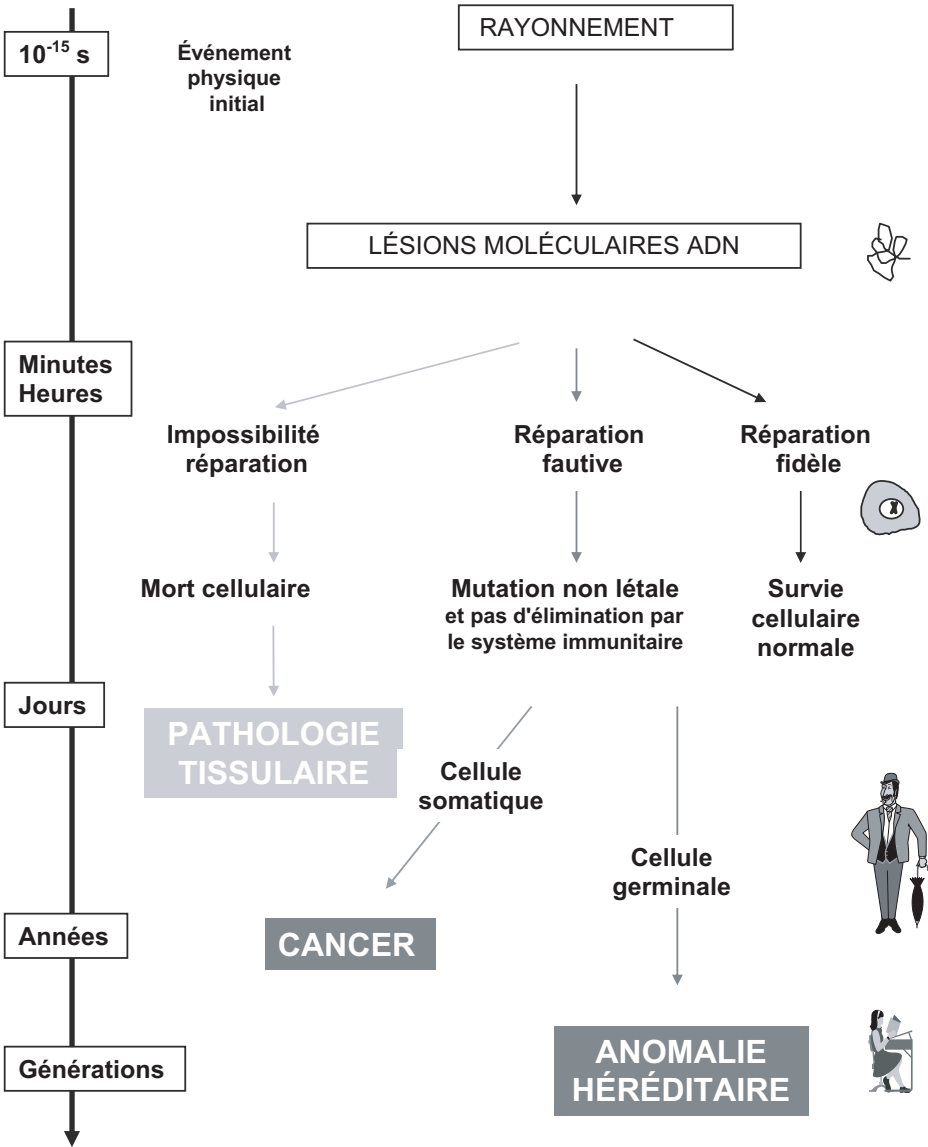 RAYONNEMENT
10⁻¹⁵ s
Événement
physique
initial
LÉSIONS MOLÉCULAIRES ADN
Minutes
Heures
Impossibilité
réparation
Réparation
fautive
Réparation
fidèle
Mort cellulaire
Mutation non létale
et pas d'élimination par
le système immunitaire
Survie
cellulaire
normale
Jours
PATHOLOGIE
TISSULAIRE
Cellule
somatique
Cellule
germinale
Années
CANCER
Générations
ANOMALIE
HÉRÉDITAIRE